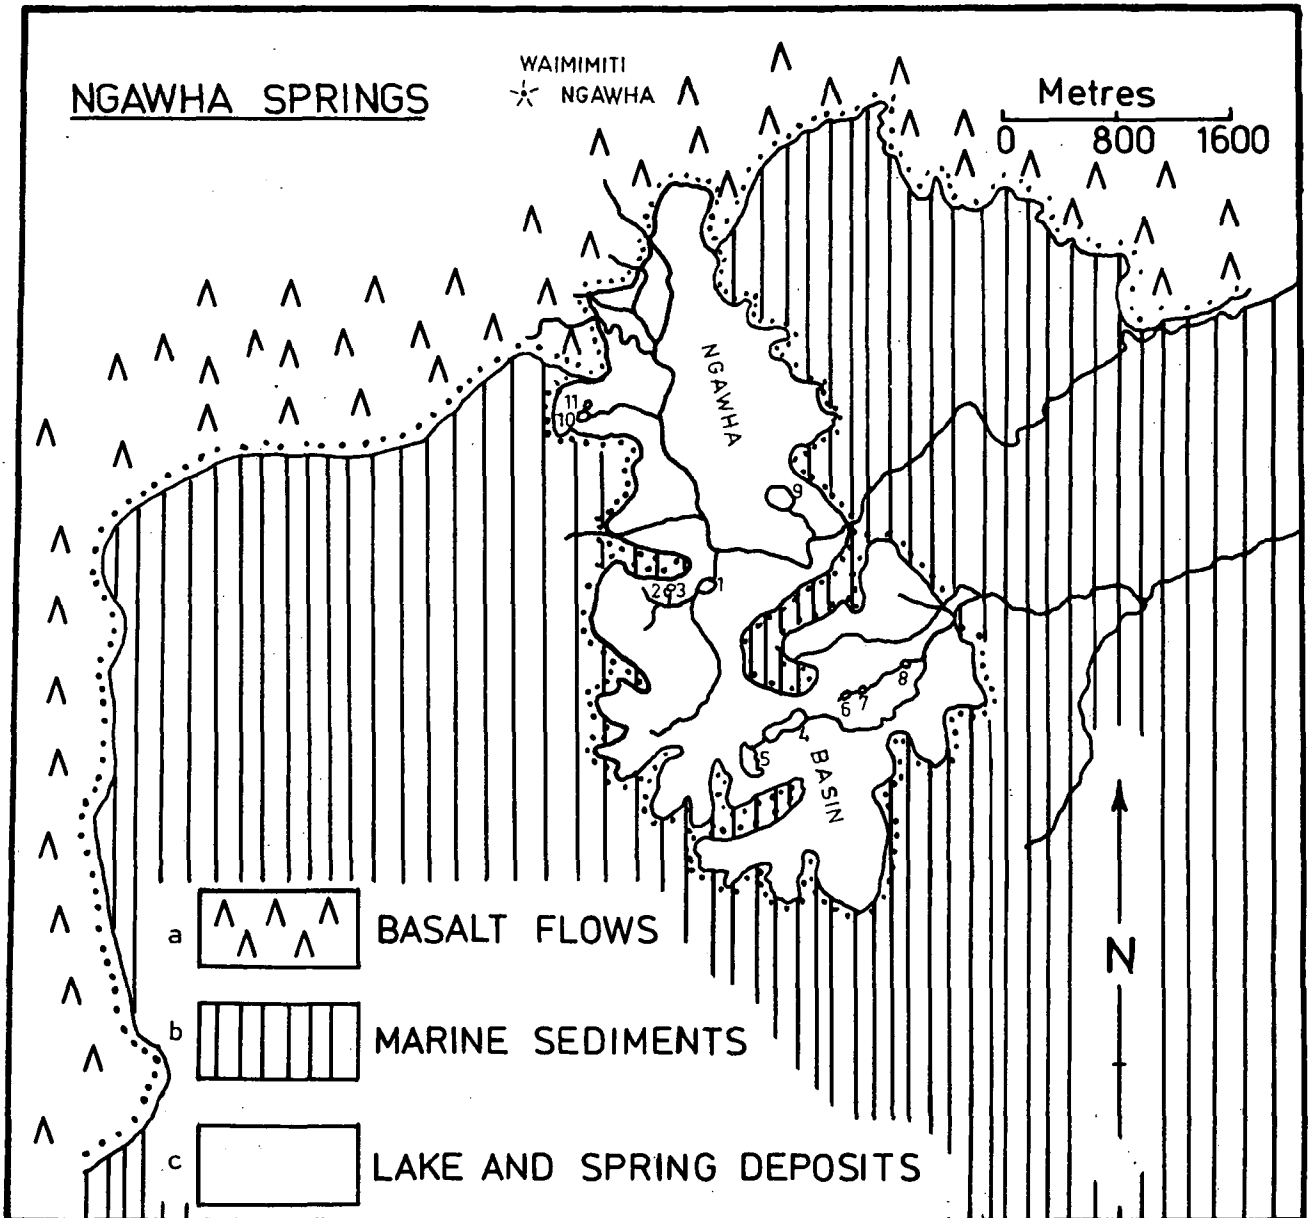 NGAWHA SPRINGS
WAIMIMITI
NGAWHA
Metres
0 800 1600
NGAWHA
11
10
9
2 3 1
8
6 7
4
5
BASIN
N
a BASALT FLOWS
b MARINE SEDIMENTS
c LAKE AND SPRING DEPOSITS